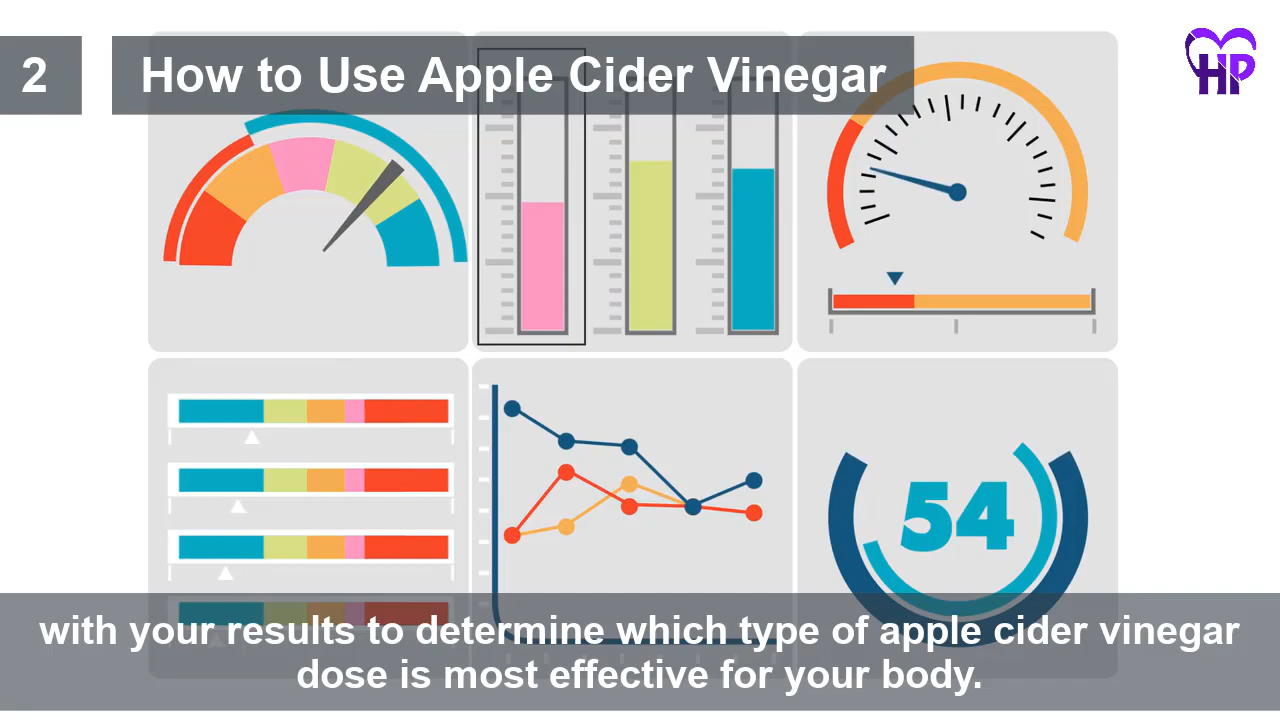 2
How to Use Apple Cider Vinegar
HP
54
with your results to determine which type of apple cider vinegar
dose is most effective for your body.